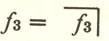 f₃ = f₃